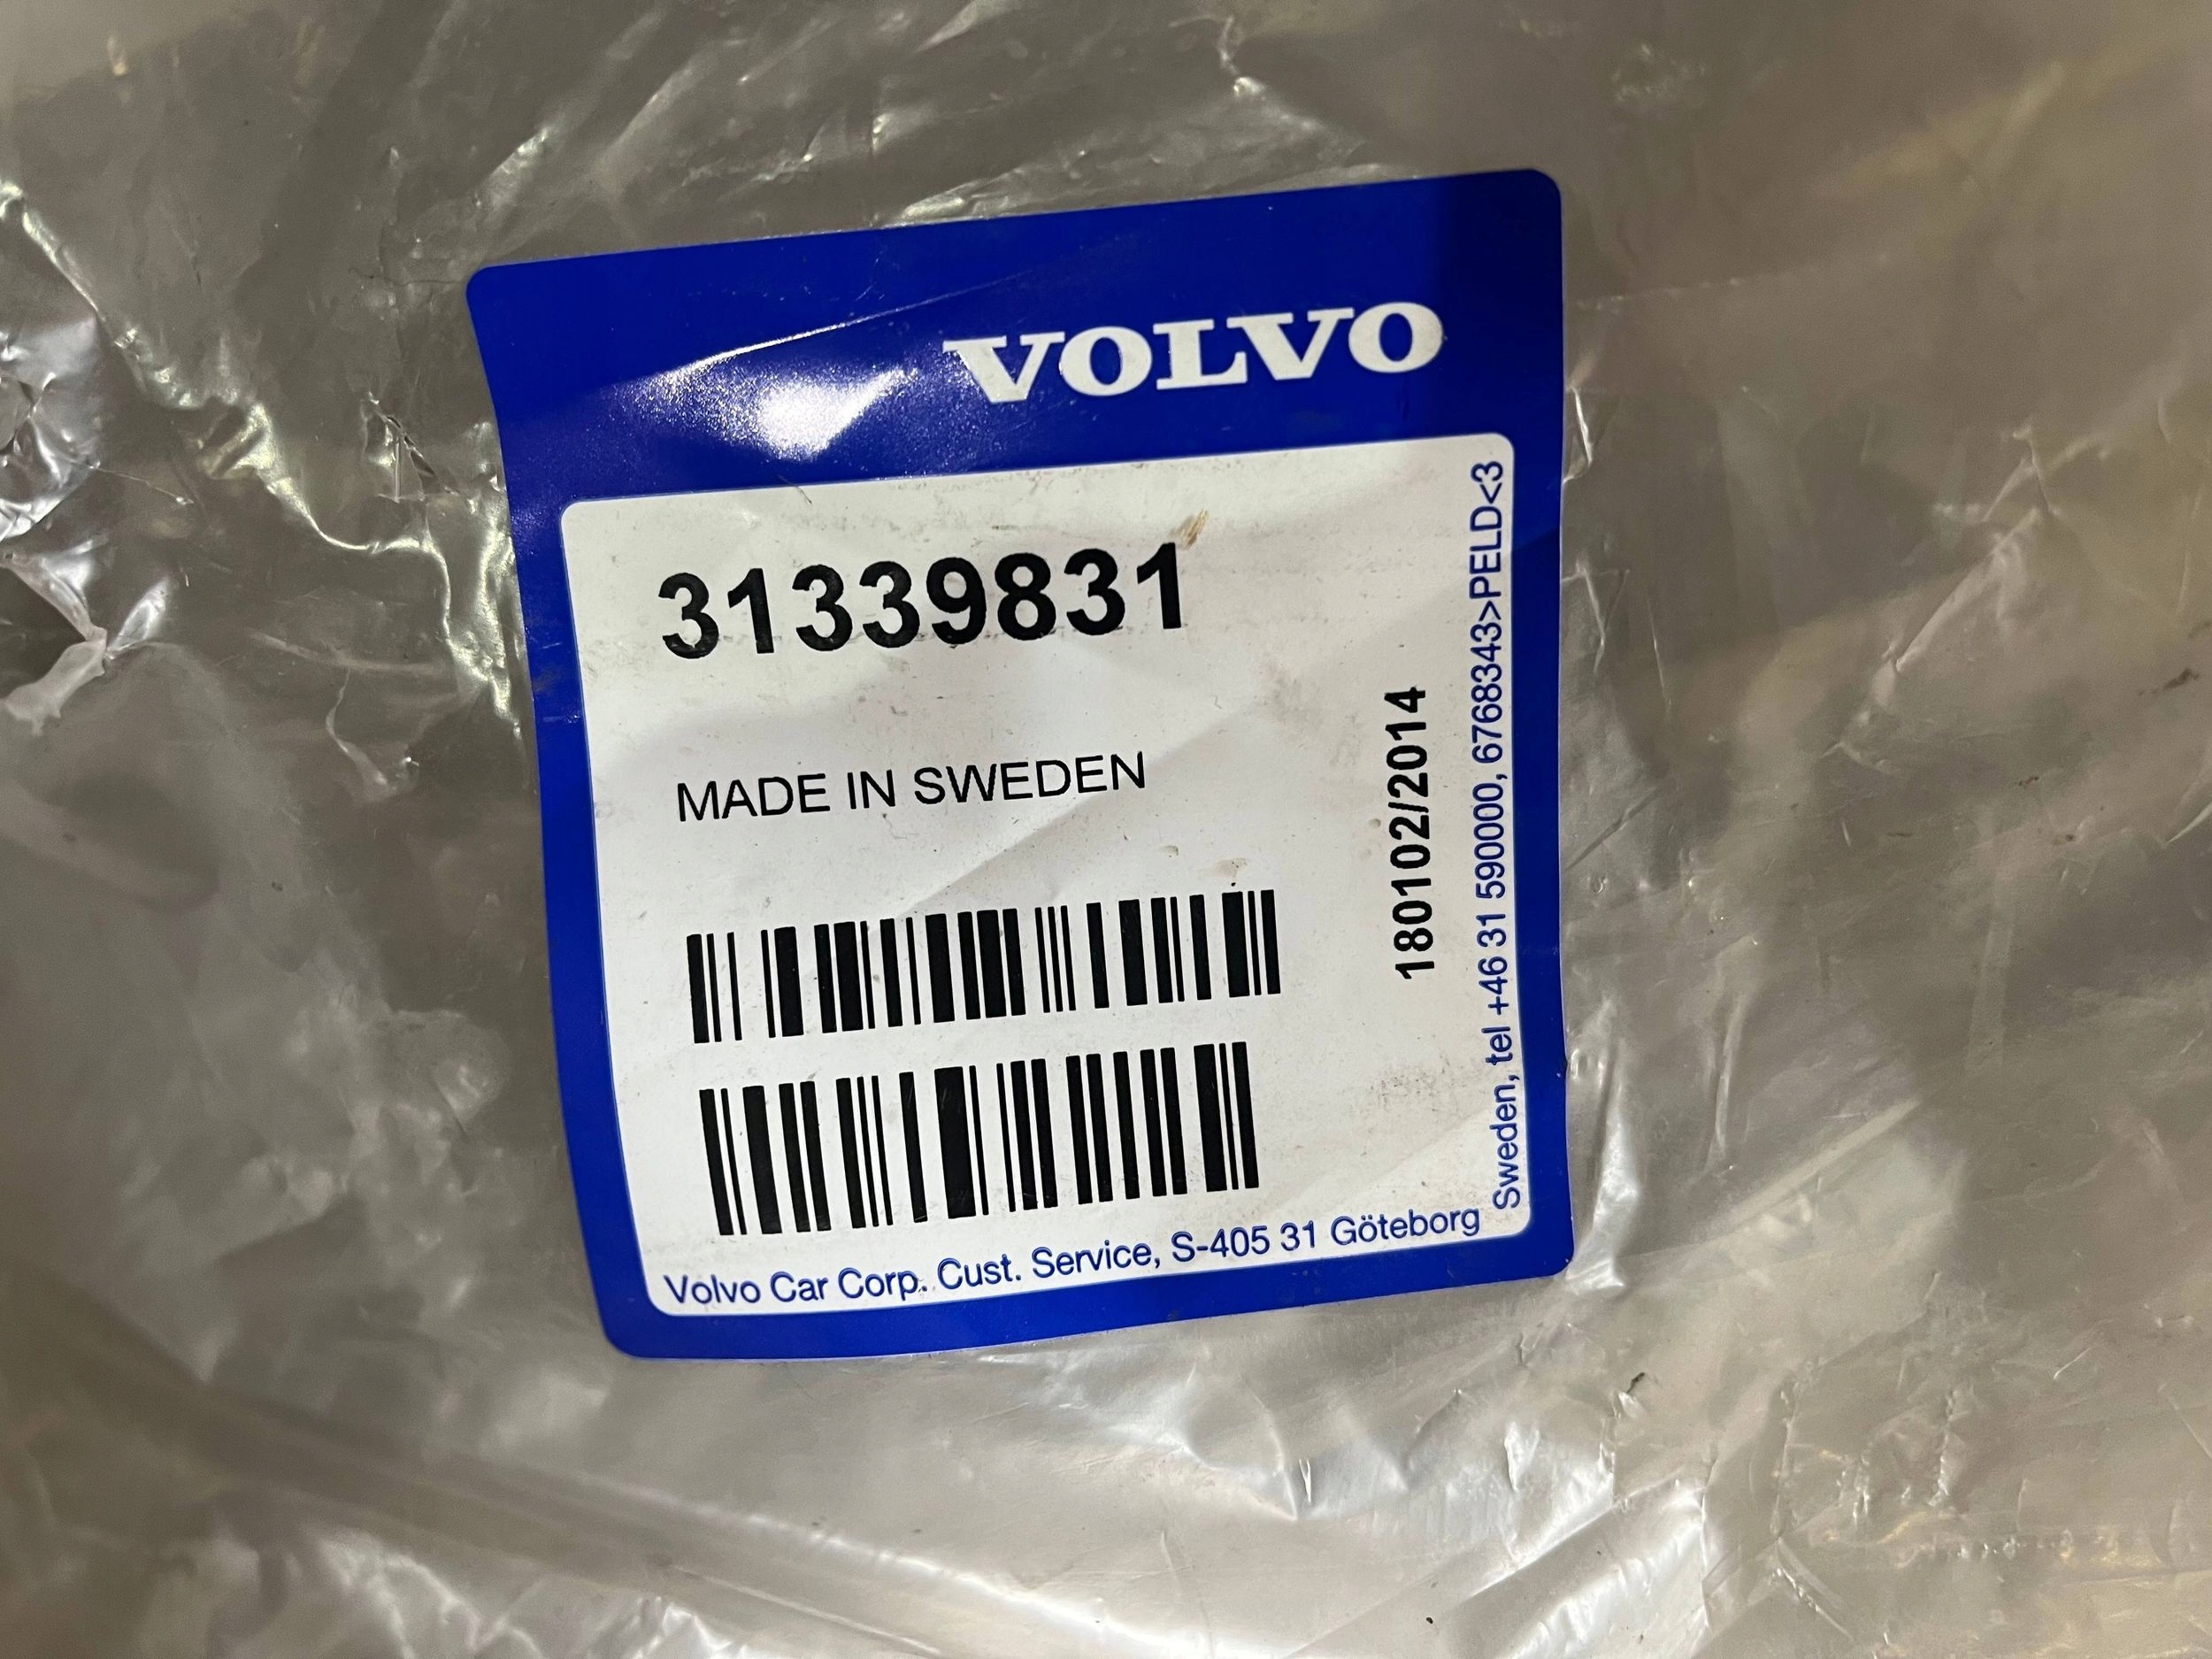 VOLVO
31339831
MADE IN SWEDEN
180102/2014
Volvo Car Corp. Cust. Service, S-405 31 Göteborg
Sweden, tel +46 31 590000, 6768343>PELD<3